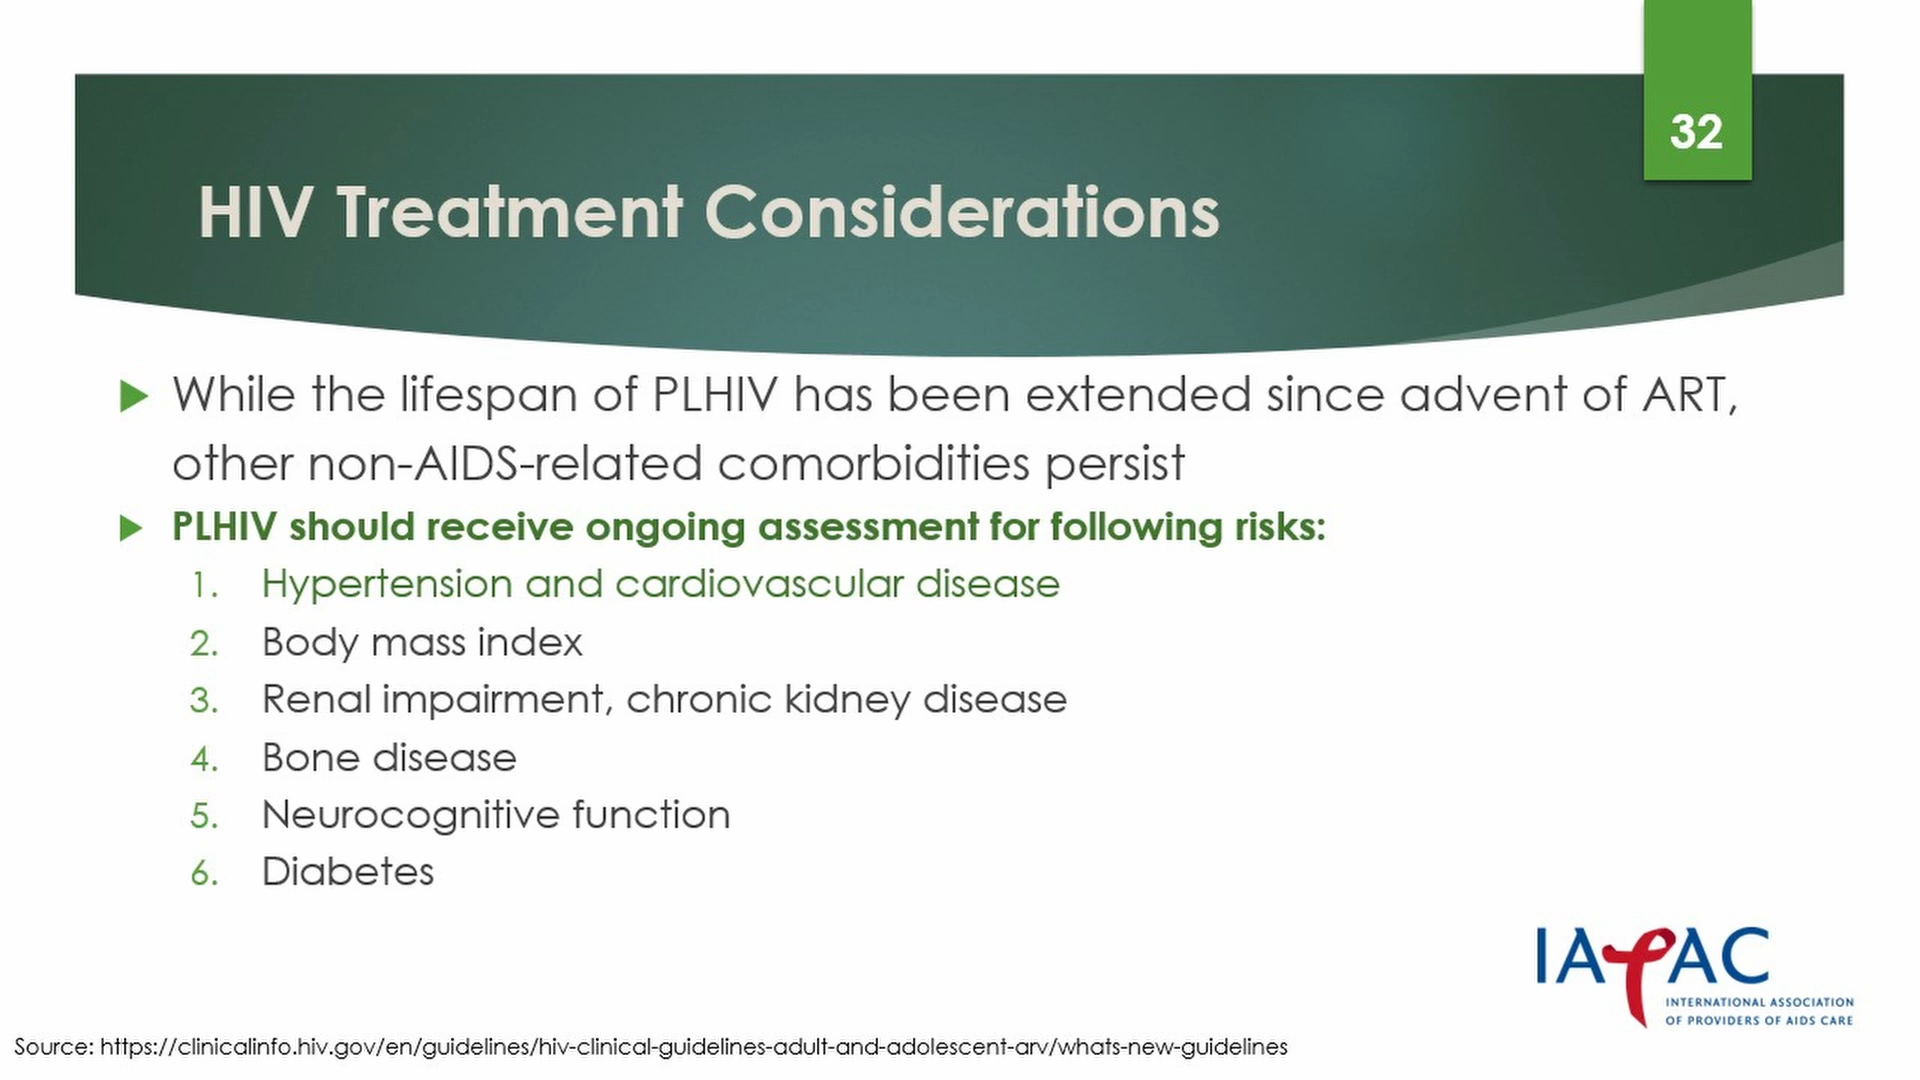 32
HIV Treatment Considerations
While the lifespan of PLHIV has been extended since advent of ART,
other non-AIDS-related comorbidities persist
PLHIV should receive ongoing assessment for following risks:
1. Hypertension and cardiovascular disease
2. Body mass index
3. Renal impairment, chronic kidney disease
4. Bone disease
5. Neurocognitive function
6. Diabetes
IAPAC
INTERNATIONAL ASSOCIATION
OF PROVIDERS OF AIDS CARE
Source: https://clinicalinfo.hiv.gov/en/guidelines/hiv-clinical-guidelines-adult-and-adolescent-arv/whats-new-guidelines